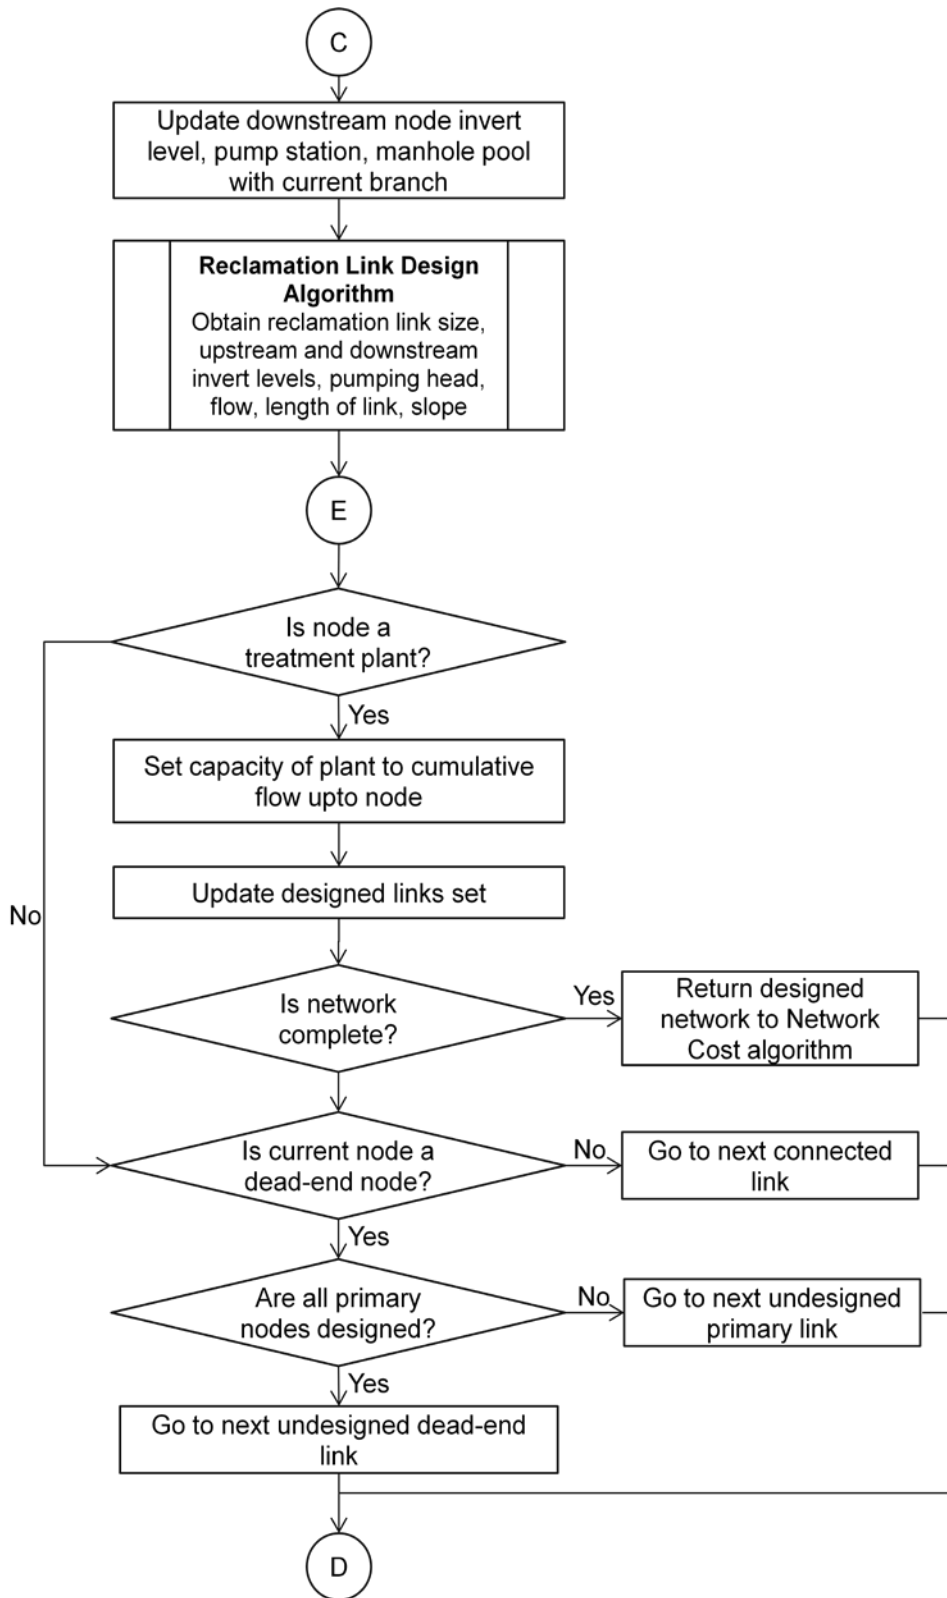 C
Update downstream node invert
level, pump station, manhole pool
with current branch
Reclamation Link Design
Algorithm
Obtain reclamation link size,
upstream and downstream
invert levels, pumping head,
flow, length of link, slope
E
Is node a
treatment plant?
Yes
Set capacity of plant to cumulative
flow upto node
Update designed links set
No
Is network
complete?
Yes
Return designed
network to Network
Cost algorithm
Is current node a
dead-end node?
No
Go to next connected
link
Yes
Are all primary
nodes designed?
No
Go to next undesigned
primary link
Yes
Go to next undesigned dead-end
link
D